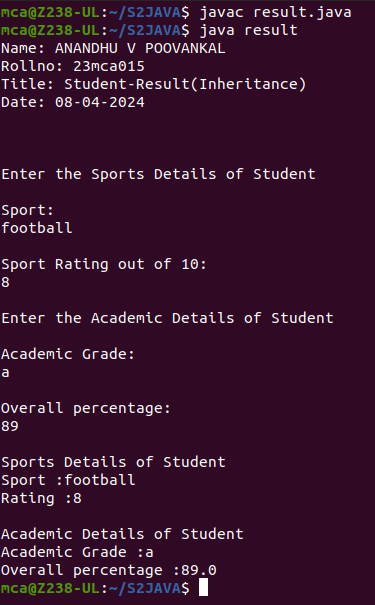 mca@Z238-UL:~/S2JAVA$ javac result.java
mca@Z238-UL:~/S2JAVA$ java result
Name: ANANDHU V POOVANKAL
Rollno: 23mca015
Title: Student-Result(Inheritance)
Date: 08-04-2024
Enter the Sports Details of Student
Sport:
football
Sport Rating out of 10:
8
Enter the Academic Details of Student
Academic Grade:
a
Overall percentage:
89
Sports Details of Student
Sport :football
Rating :8
Academic Details of Student
Academic Grade :a
Overall percentage :89.0
mca@Z238-UL:~/S2JAVA$